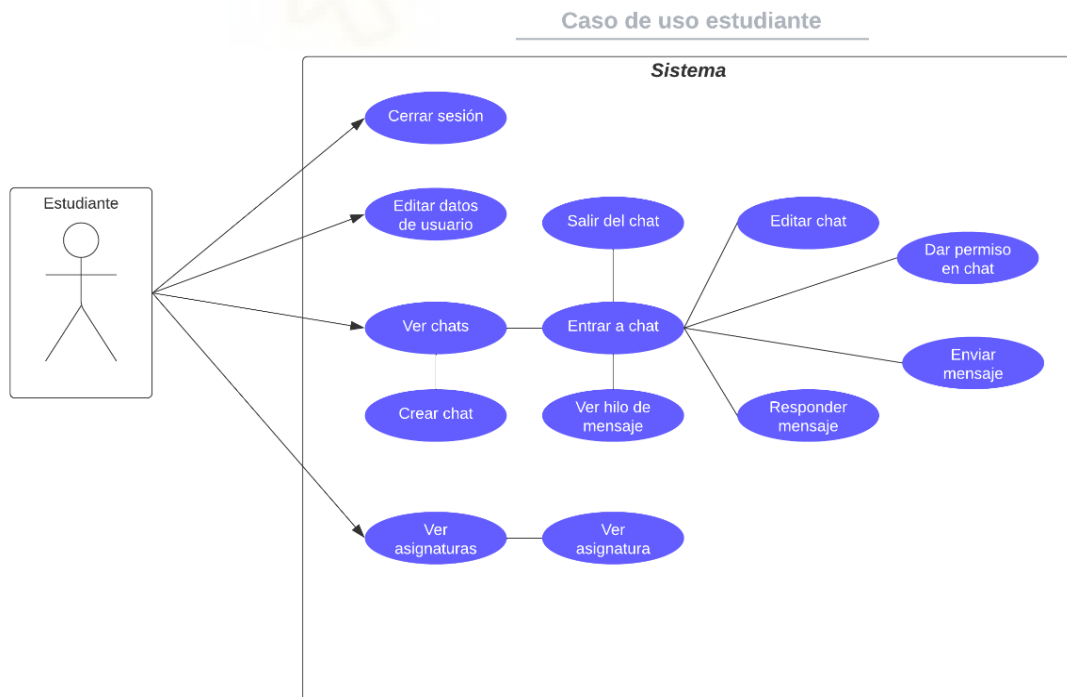 Caso de uso estudiante
Sistema
Cerrar sesión
Estudiante
Editar datos
de usuario
Salir del chat
Editar chat
Dar permiso
en chat
Ver chats
Entrar a chat
Enviar
mensaje
Crear chat
Ver hilo de
mensaje
Responder
mensaje
Ver
asignaturas
Ver
asignatura